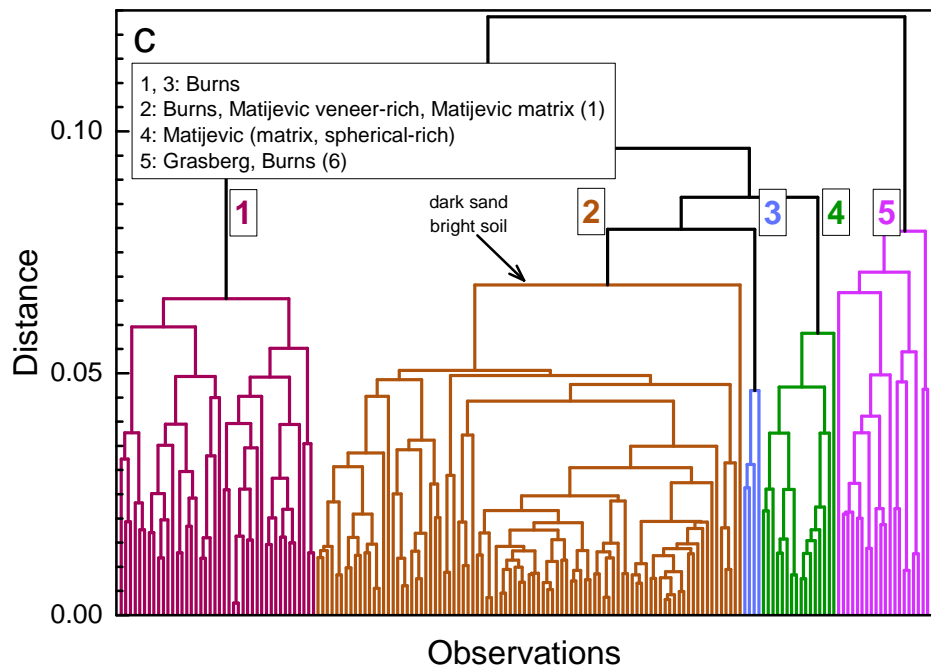 C
1, 3: Burns
2: Burns, Matijevic veneer-rich, Matijevic matrix (1)
4: Matijevic (matrix, spherical-rich)
5: Grasberg, Burns (6)
0.10
1
dark sand
bright soil
2
3
4
5
Distance
0.05
0.00
Observations